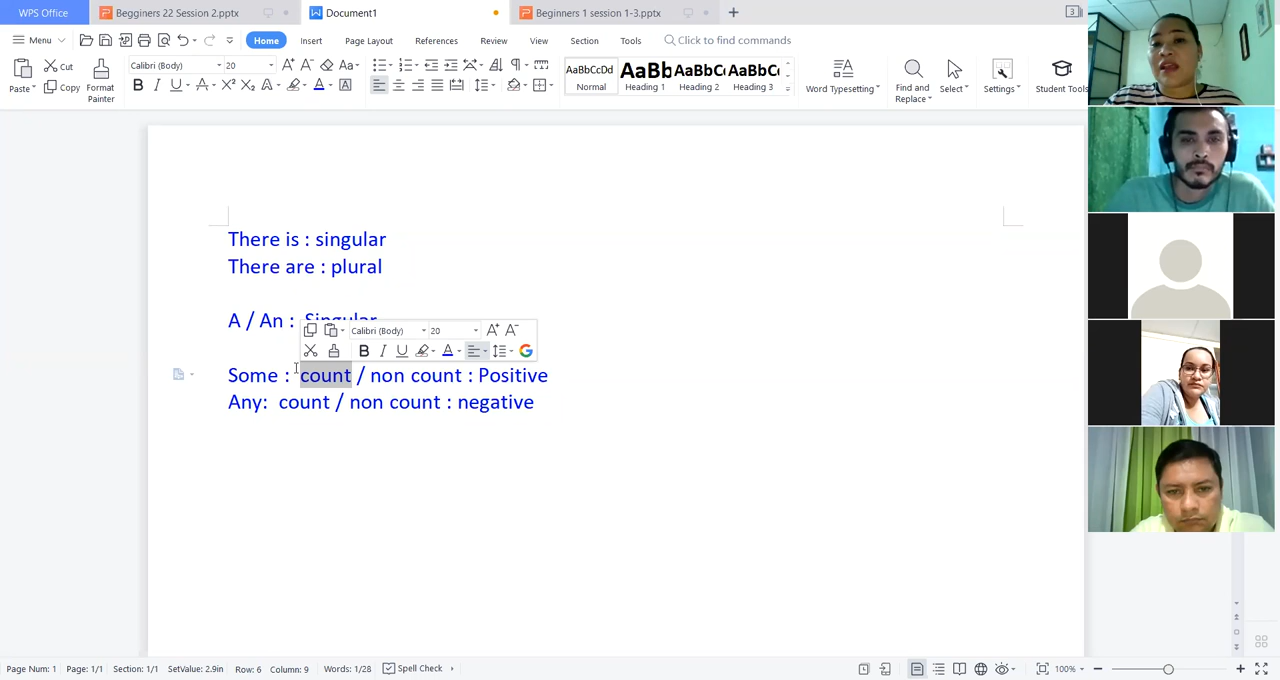 WPS Office
Begginers 22 Session 2.pptx
Document1
Beginners 1 session 1-3.pptx
3
Menu
Home
Insert
Page Layout
References
Review
View
Section
Tools
Click to find commands
Paste
Cut
Copy
Format Painter
Calibri (Body)
20
AaBbCcDd
Normal
AaBb
Heading 1
AaBbCc
Heading 2
AaBbCc
Heading 3
Word Typesetting
Find and Replace
Select
Settings
Student Tools
There is : singular
There are : plural
A / An : Singular
Calibri (Body) 20
Some : count / non count : Positive
Any: count / non count : negative
Page Num: 1
Page: 1/1
Section: 1/1
SetValue: 2.9in
Row: 6
Column: 9
Words: 1/28
Spell Check
100%